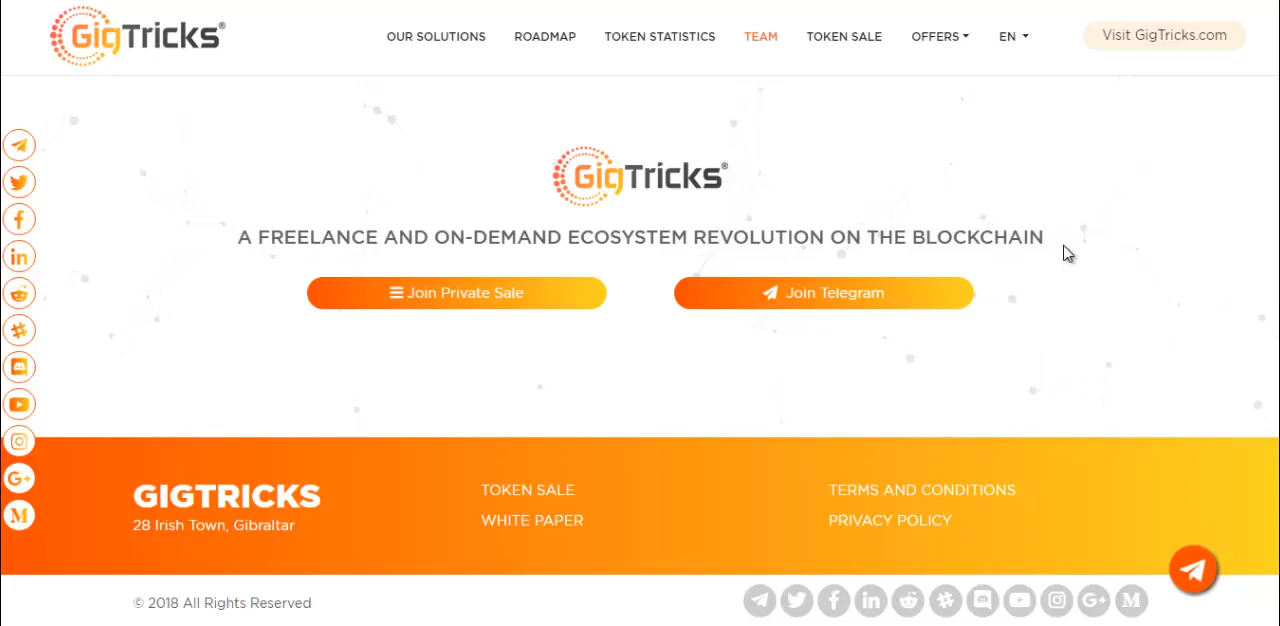 GigTricks®
OUR SOLUTIONS ROADMAP TOKEN STATISTICS TEAM TOKEN SALE OFFERS EN Visit GigTricks.com
GigTricks®
A FREELANCE AND ON-DEMAND ECOSYSTEM REVOLUTION ON THE BLOCKCHAIN
Join Private Sale Join Telegram
GIGTRICKS
28 Irish Town, Gibraltar
TOKEN SALE
WHITE PAPER
TERMS AND CONDITIONS
PRIVACY POLICY
© 2018 All Rights Reserved